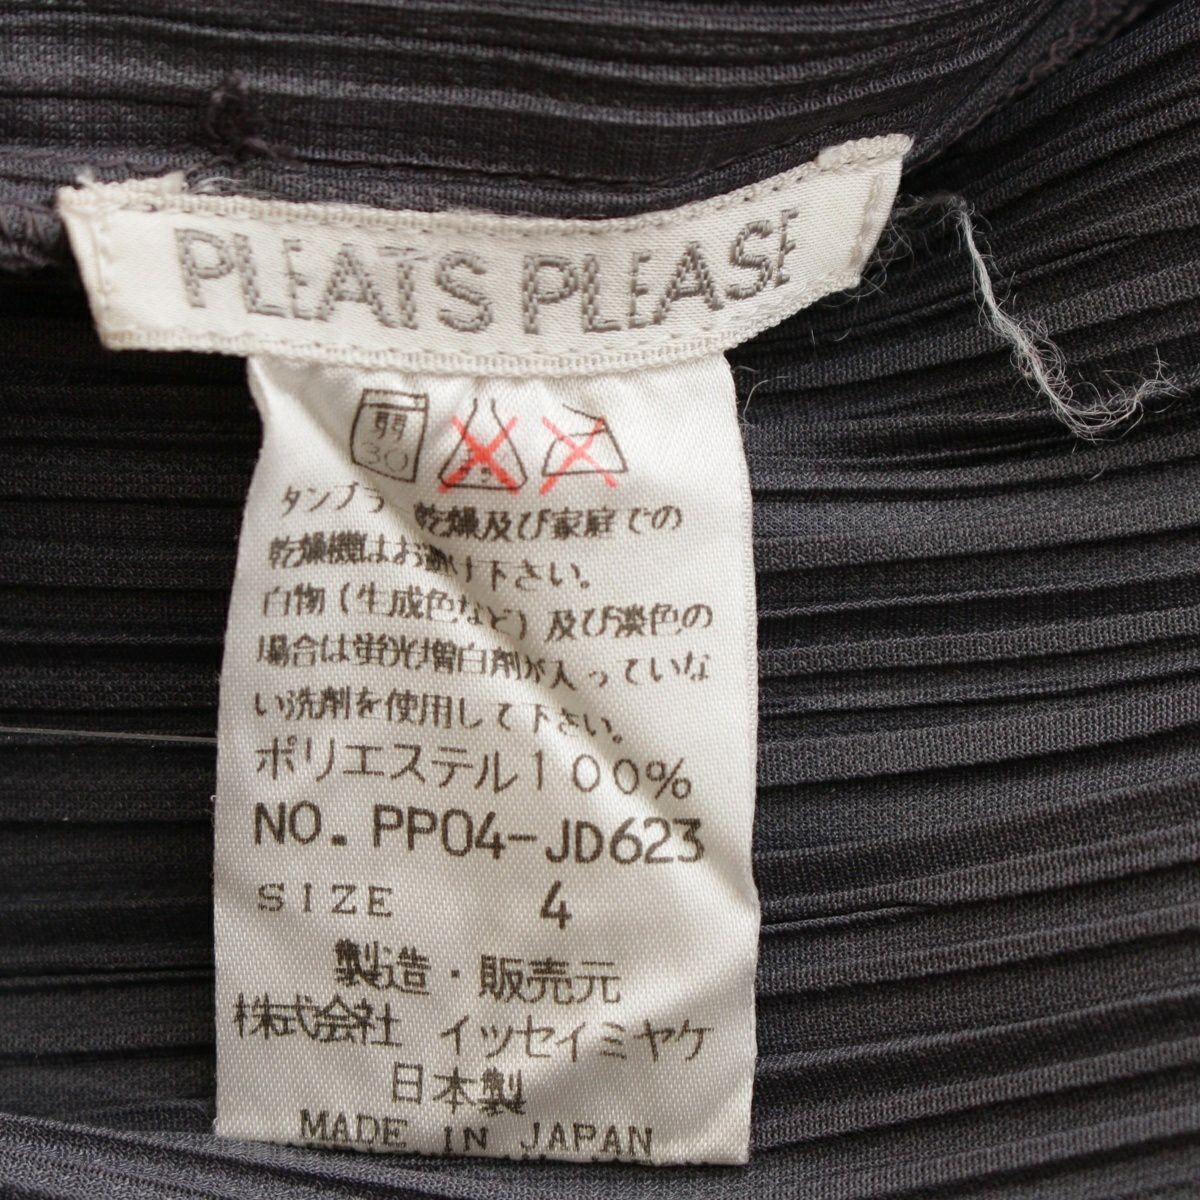 PLEATS PLEASE
弱
30
タンブラー乾燥及び家庭での
乾燥機はお避け下さい。
白物(生成色など)及び淡色の
場合は蛍光増白剤が入っていな
い洗剤を使用して下さい。
ポリエステル100%
NO. PP04-JD623
SIZE 4
製造・販売元
株式会社 イッセイミヤケ
日本製
MADE IN JAPAN